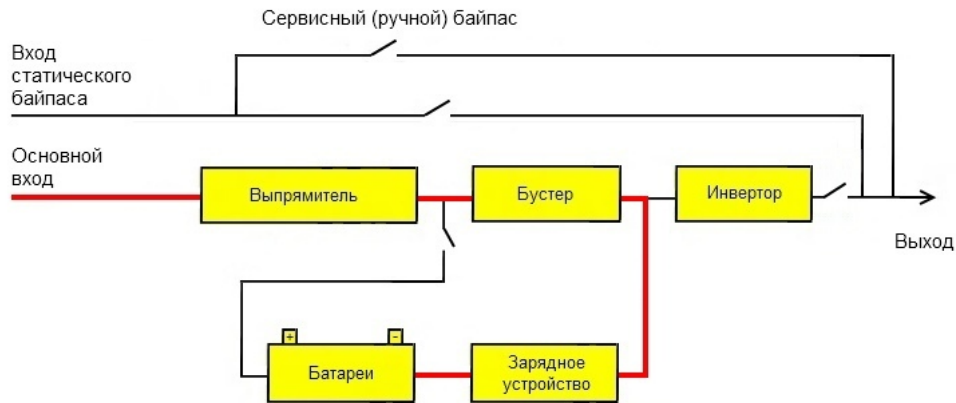 Сервисный (ручной) байпас
Вход
статического
байпаса
Основной
вход
Выпрямитель
Бустер
Инвертор
Выход
+
-
Батареи
Зарядное
устройство